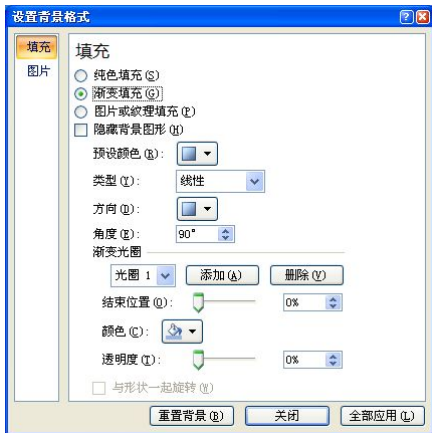 设置背景格式
填充
图片
填充
纯色填充(S)
渐变填充(G)
图片或纹理填充(P)
隐藏背景图形(H)
预设颜色(R):
类型(Y): 线性
方向(D):
角度(E): 90°
渐变光圈
光圈 1 添加(A) 删除(V)
结束位置(O): 0%
颜色(C):
透明度(T): 0%
与形状一起旋转(W)
重置背景(B) 关闭 全部应用(L)